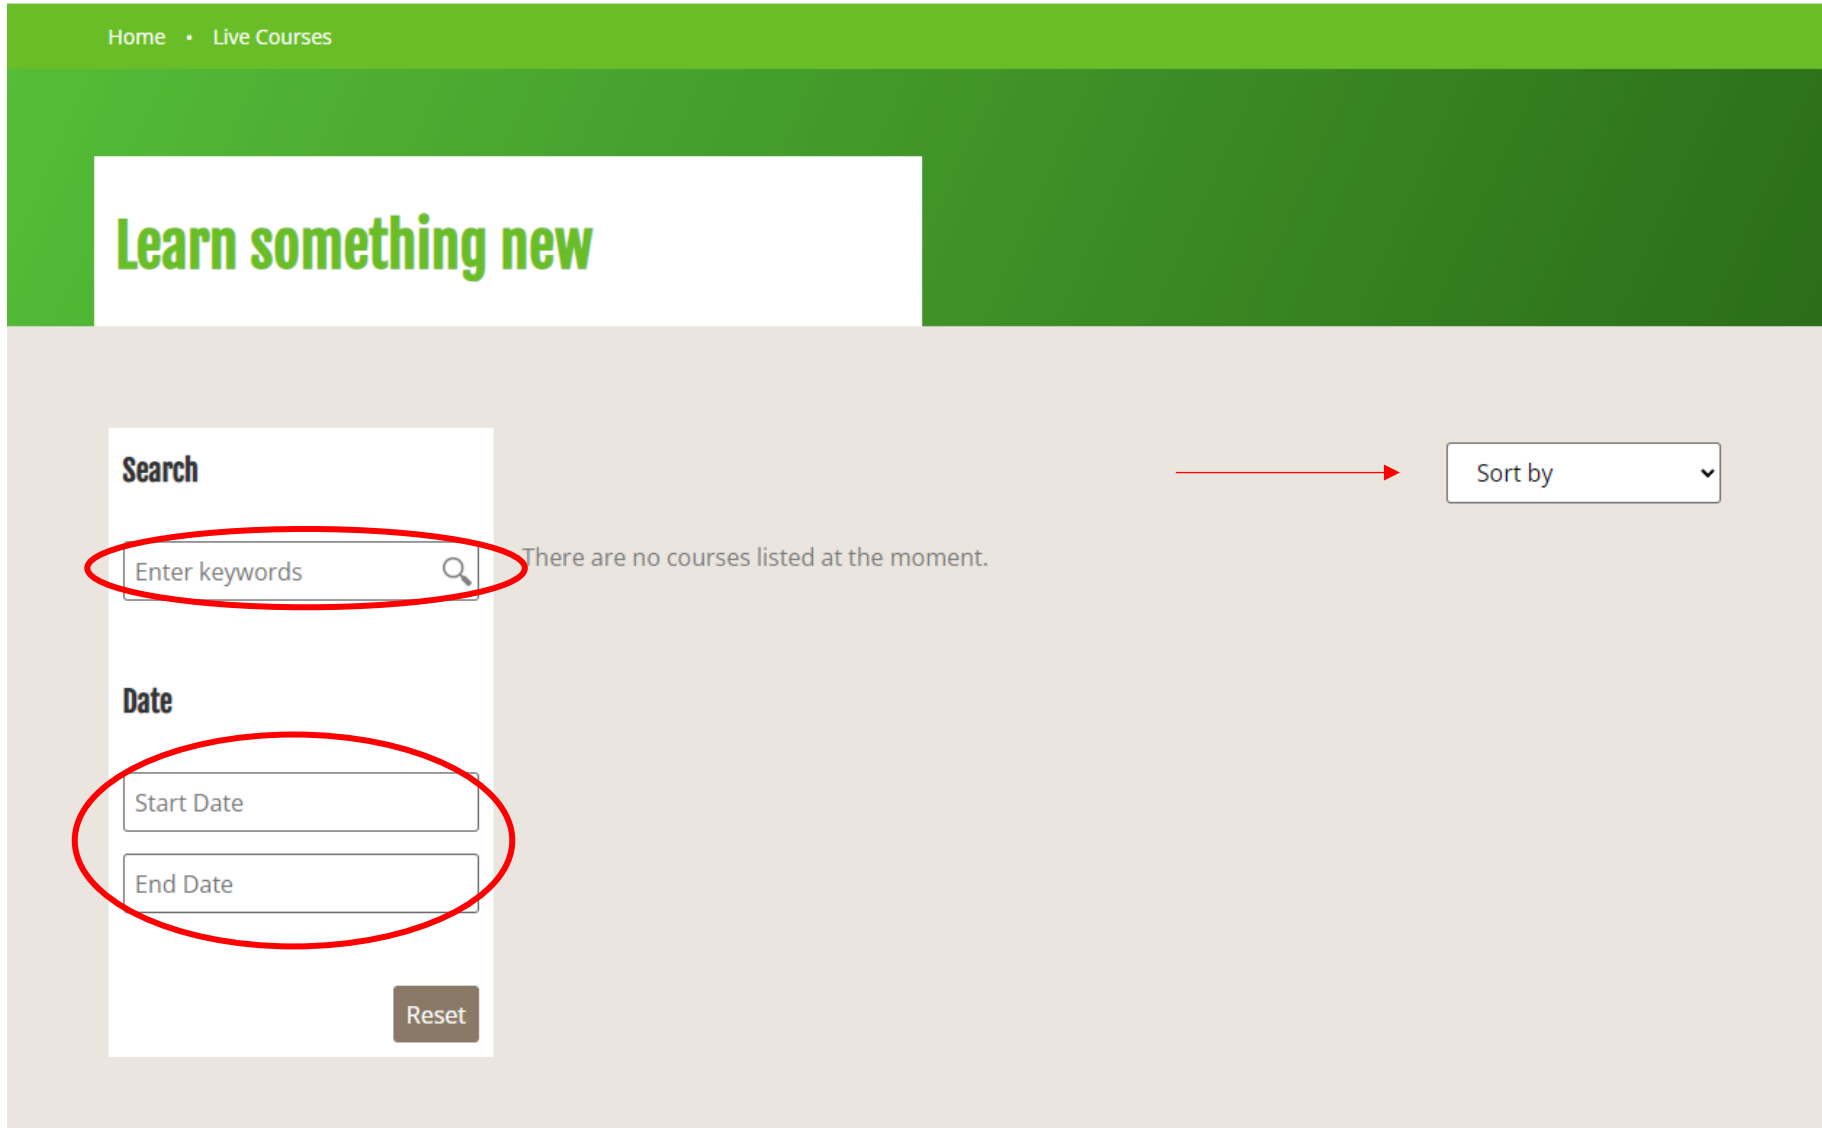 Home • Live Courses
Learn something new
Search
Enter keywords
Date
Start Date
End Date
Reset
Sort by
There are no courses listed at the moment.